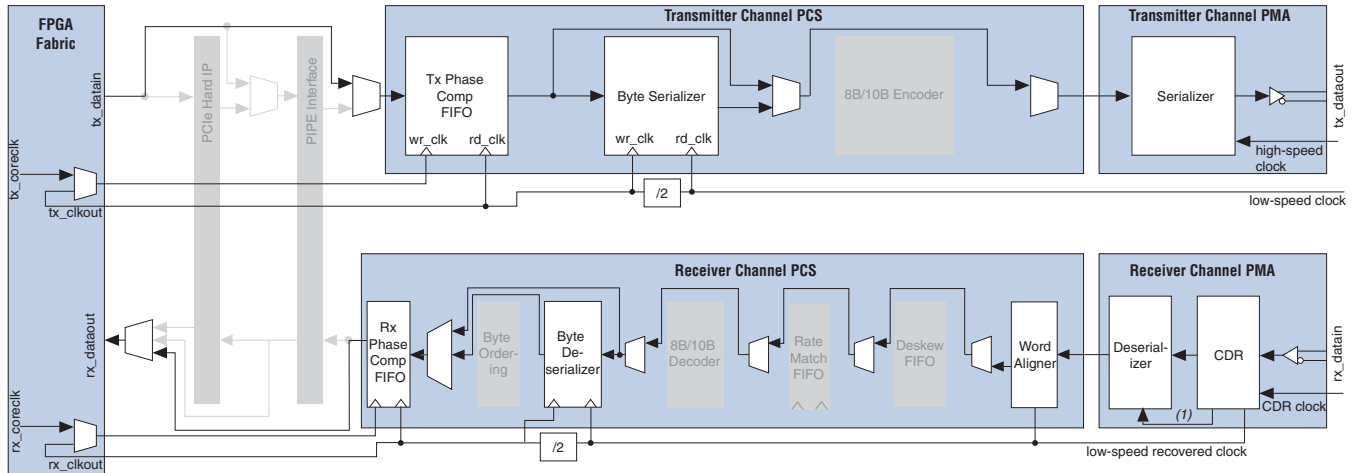 FPGA
Fabric
Transmitter Channel PCS
Transmitter Channel PMA
tx_datain
PCIe Hard IP
PIPE Interface
Tx Phase
Comp
FIFO
wr_clk
rd_clk
Byte Serializer
wr_clk
rd_clk
8B/10B Encoder
Serializer
tx_dataout
high-speed
clock
tx_coreclk
tx_clkout
/2
low-speed clock
Receiver Channel PCS
Receiver Channel PMA
rx_dataout
Rx
Phase
Comp
FIFO
Byte
Order-
ing
Byte
De-
serializer
8B/10B
Decoder
Rate
Match
FIFO
Deskew
FIFO
Word
Aligner
Deserial-
izer
CDR
rx_datain
(1)
CDR clock
rx_coreclk
rx_clkout
/2
low-speed recovered clock